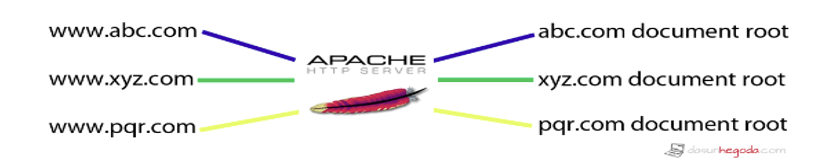 www.abc.com
www.xyz.com
www.pqr.com
APACHE
HTTP SERVER
abc.com document root
xyz.com document root
pqr.com document root
dasunhegoda.com